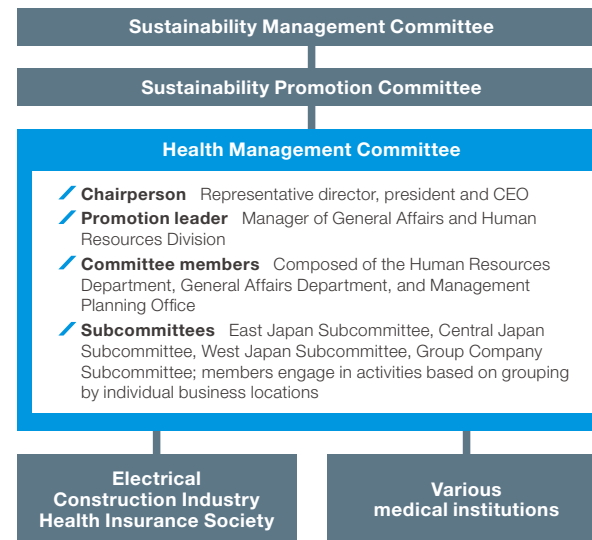 Sustainability Management Committee
Sustainability Promotion Committee
Health Management Committee
Chairperson Representative director, president and CEO
Promotion leader Manager of General Affairs and Human
Resources Division
Committee members Composed of the Human Resources
Department, General Affairs Department, and Management
Planning Office
Subcommittees East Japan Subcommittee, Central Japan
Subcommittee, West Japan Subcommittee, Group Company
Subcommittee; members engage in activities based on grouping
by individual business locations
Electrical
Construction Industry
Health Insurance Society
Various
medical institutions